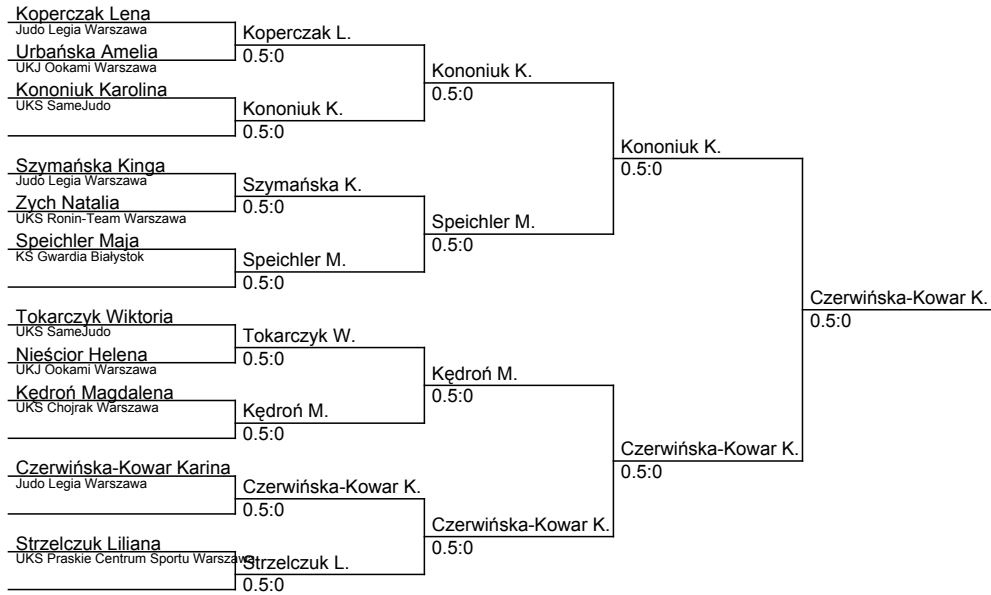 Koperczak Lena
Judo Legia Warszawa
Urbańska Amelia
UKJ Ookami Warszawa
Kononiuk Karolina
UKS SameJudo
Szymańska Kinga
Judo Legia Warszawa
Zych Natalia
UKS Ronin-Team Warszawa
Speichler Maja
KS Gwardia Białystok
Tokarczyk Wiktoria
UKS SameJudo
Nieścior Helena
UKJ Ookami Warszawa
Kędroń Magdalena
UKS Chojrak Warszawa
Czerwińska-Kowar Karina
Judo Legia Warszawa
Strzelczuk Liliana
UKS Praskie Centrum Sportu Warszawa
Koperczak L.
0.5:0
Kononiuk K.
0.5:0
Szymańska K.
0.5:0
Speichler M.
0.5:0
Tokarczyk W.
0.5:0
Kędroń M.
0.5:0
Czerwińska-Kowar K.
0.5:0
Strzelczuk L.
0.5:0
Kononiuk K.
0.5:0
Speichler M.
0.5:0
Kędroń M.
0.5:0
Czerwińska-Kowar K.
0.5:0
Kononiuk K.
0.5:0
Czerwińska-Kowar K.
0.5:0
Czerwińska-Kowar K.
0.5:0